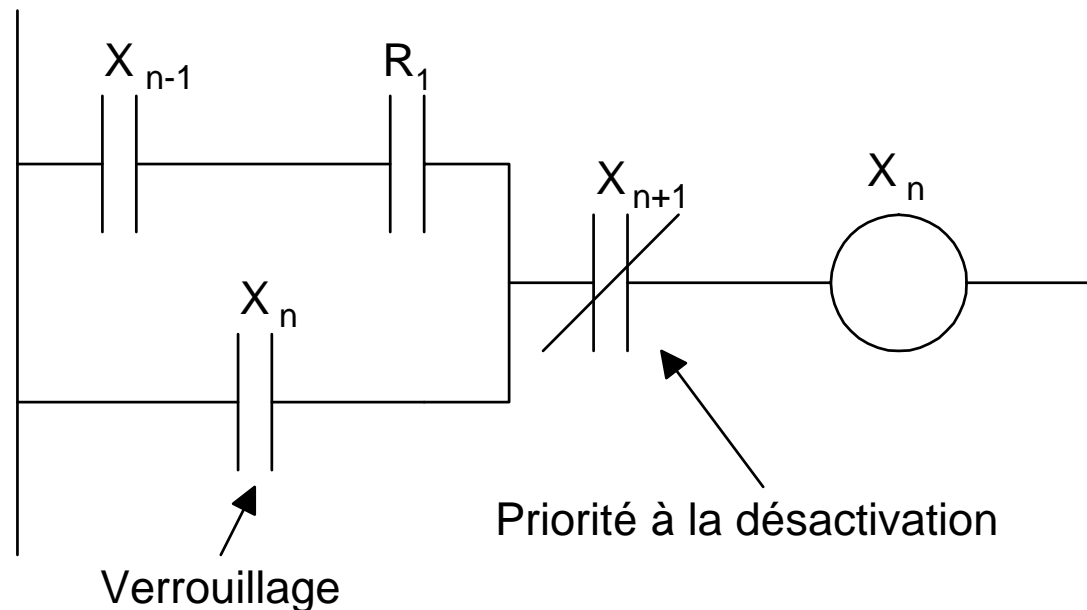 X n-1
R1
X n+1
X n
X n
Priorité à la désactivation
Verrouillage